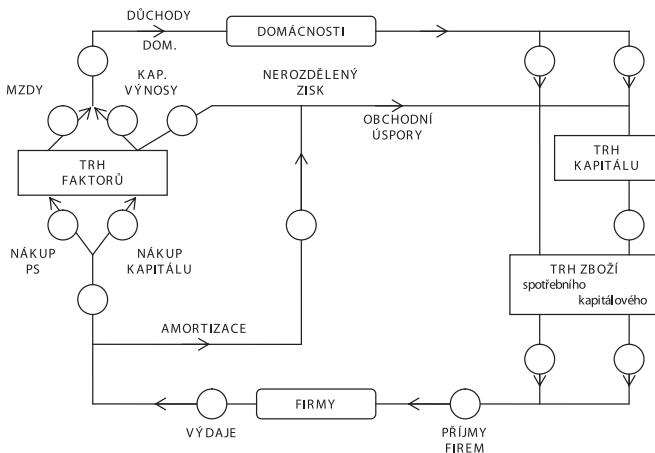 DŮCHODY
DOM.
DOMÁCNOSTI
MZDY
KAP.
VÝNOSY
NEROZDĚLENÝ
ZISK
OBCHODNÍ
ÚSPORY
TRH
KAPITÁLU
TRH
FAKTORŮ
NÁKUP
PS
NÁKUP
KAPITÁLU
TRH ZBOŽÍ
spotřebního
kapitálového
AMORTIZACE
VÝDAJE
FIRMY
PŘÍJMY
FIREM